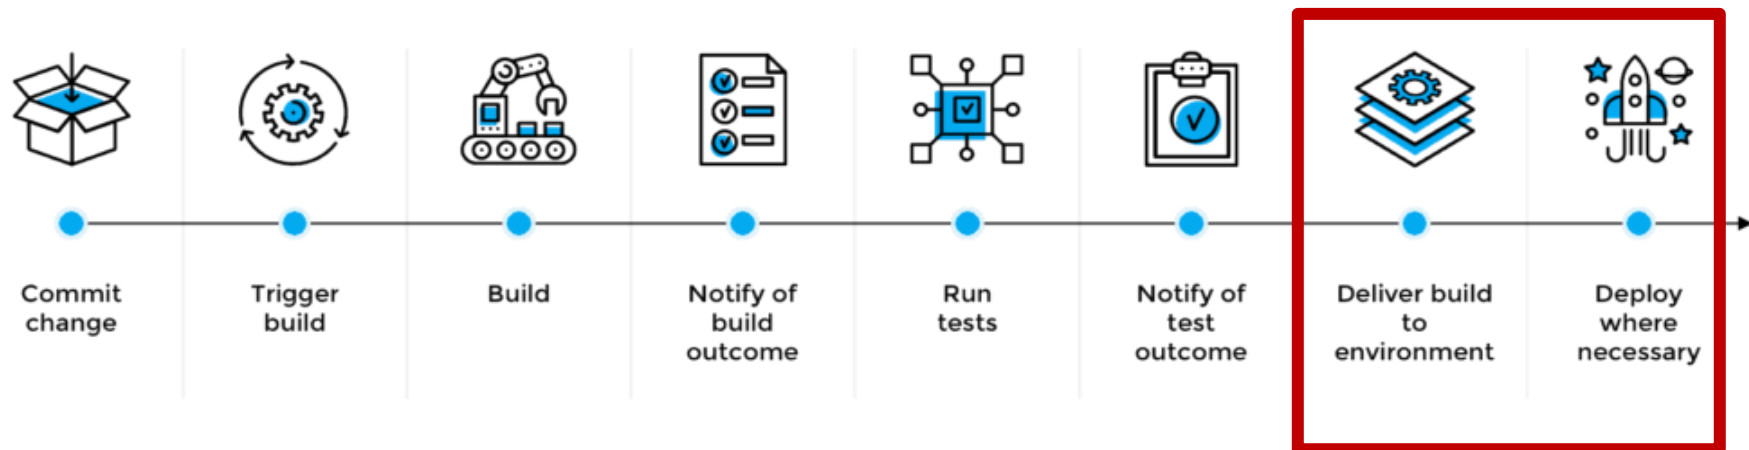 Commit
change
Trigger
build
Build
Notify of
build
outcome
Run
tests
Notify of
test
outcome
Deliver build
to
environment
Deploy
where
necessary